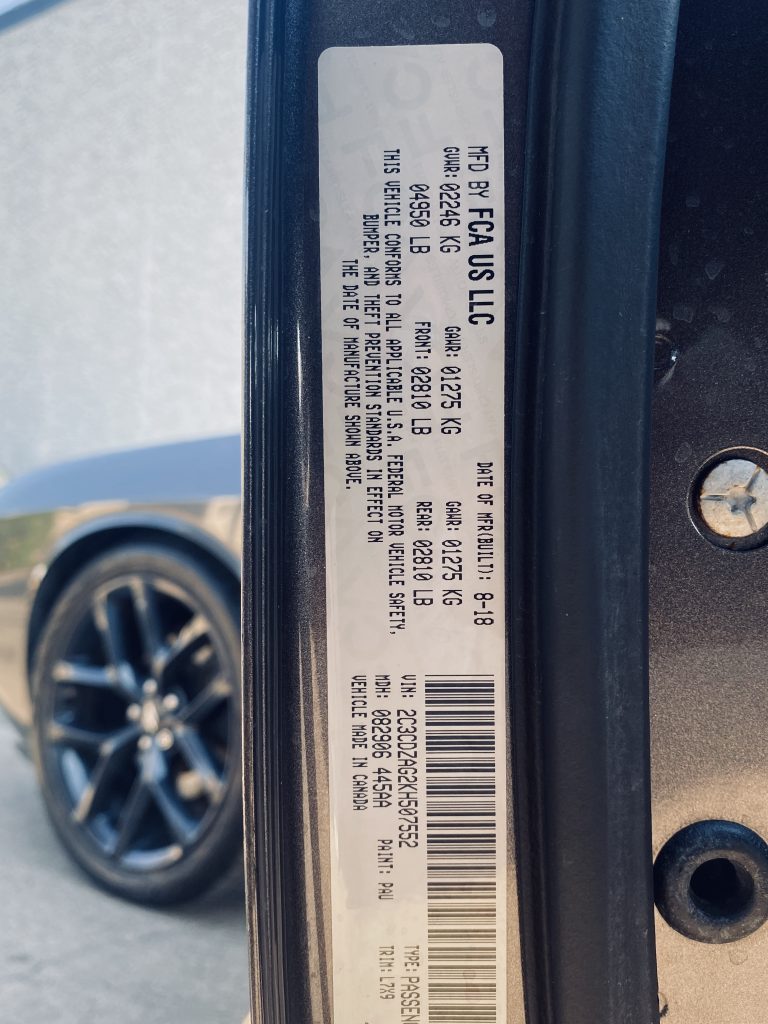 MFD BY FCA US LLC
DATE OF MFR(BUILT): 8-18
GVWR: 02246 KG GAWR: 01275 KG GAWR: 01275 KG
04950 LB FRONT: 02810 LB REAR: 02810 LB
THIS VEHICLE CONFORMS TO ALL APPLICABLE U.S.A. FEDERAL MOTOR VEHICLE SAFETY,
BUMPER, AND THEFT PREVENTION STANDARDS IN EFFECT ON
THE DATE OF MANUFACTURE SHOWN ABOVE.
VIN: 2C3CDZAG2KH507552 TYPE: PASSEN
MDH: 082906 445AA PAINT: PAU TRIM: L7X9
VEHICLE MADE IN CANADA